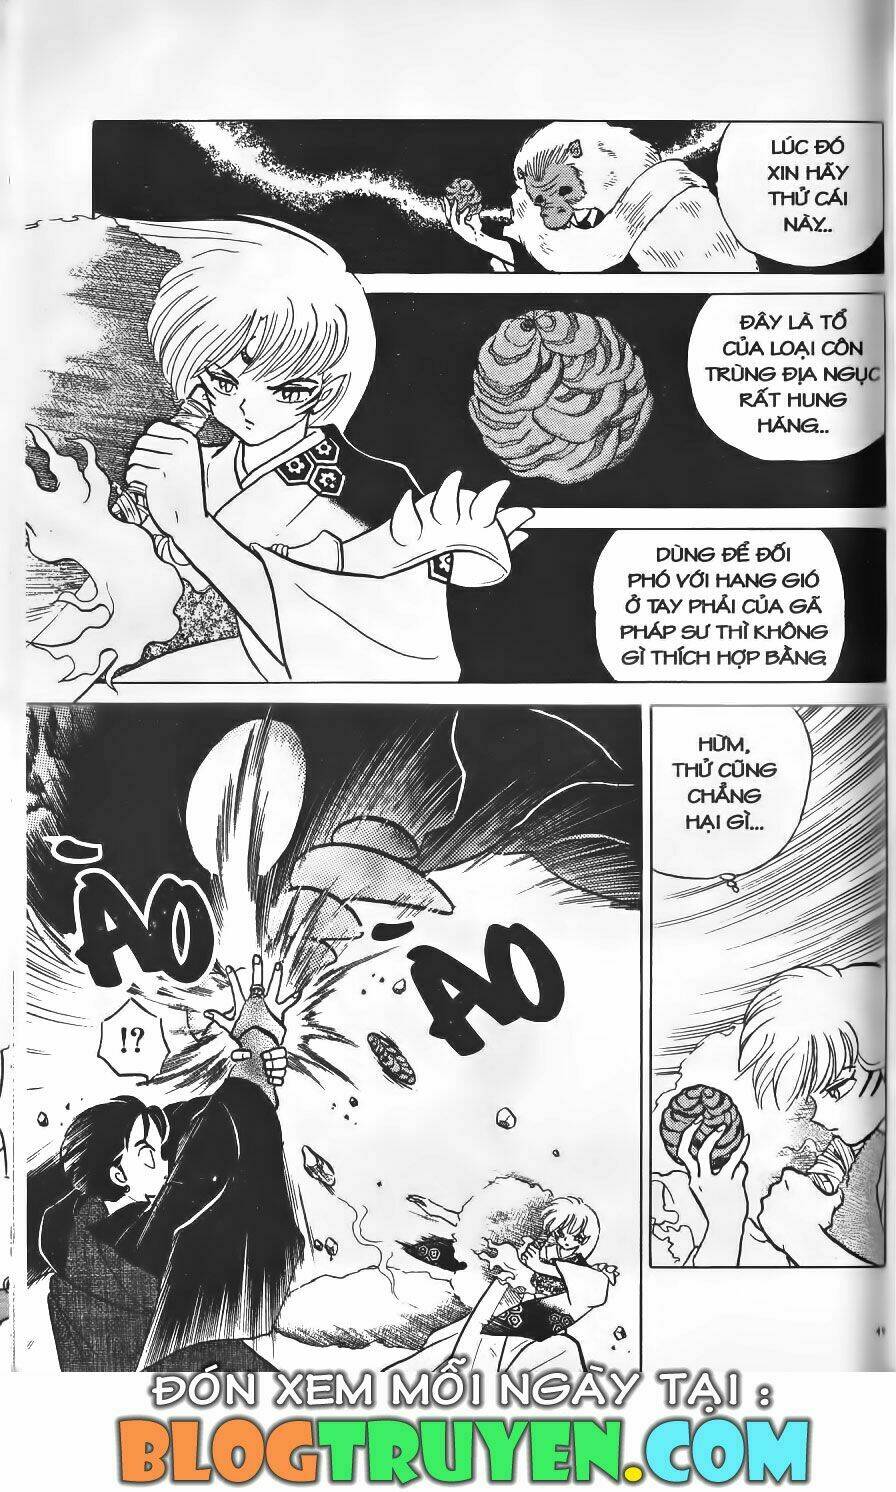 LÚC ĐÓ
XIN HÃY
THỬ CÁI
NÀY...
ĐÂY LÀ TỔ
CỦA LOẠI CÔN
TRÙNG ĐỊA NGỤC
RẤT HUNG
HĂNG...
DÙNG ĐỂ ĐỐI
PHÓ VỚI HANG GIÓ
Ở TAY PHẢI CỦA GÃ
PHÁP SƯ THÌ KHÔNG
GÌ THÍCH HỢP BẰNG.
HỪM,
THỬ CŨNG
CHẲNG
HẠI GÌ...
ÀO
ÀO
!?
ĐÓN XEM MỖI NGÀY TẠI :
BLOGTRUYEN.COM